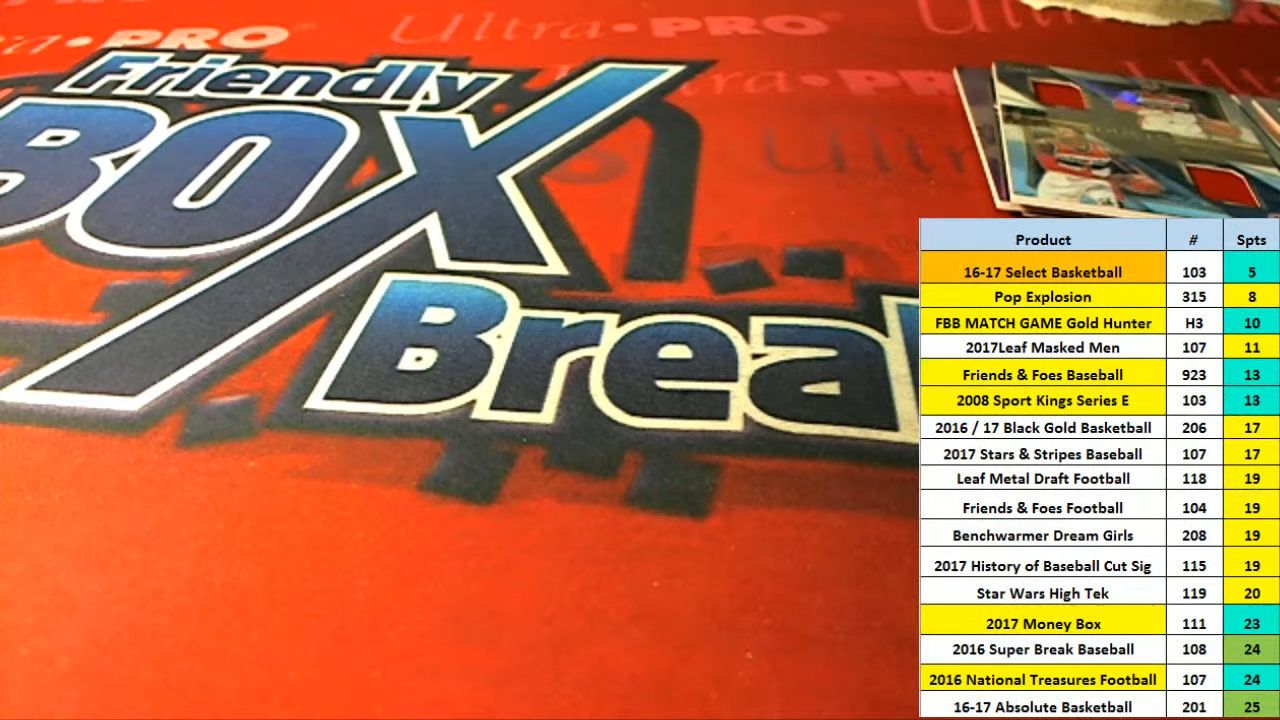 Ultra•PRO
Ultra•PRO
Friendly
BOX
Break
Product # Spts
16-17 Select Basketball 103 5
Pop Explosion 315 8
FBB MATCH GAME Gold Hunter H3 10
2017Leaf Masked Men 107 11
Friends & Foes Baseball 923 13
2008 Sport Kings Series E 103 13
2016 / 17 Black Gold Basketball 206 17
2017 Stars & Stripes Baseball 107 17
Leaf Metal Draft Football 118 19
Friends & Foes Football 104 19
Benchwarmer Dream Girls 208 19
2017 History of Baseball Cut Sig 115 19
Star Wars High Tek 119 20
2017 Money Box 111 23
2016 Super Break Baseball 108 24
2016 National Treasures Football 107 24
16-17 Absolute Basketball 201 25